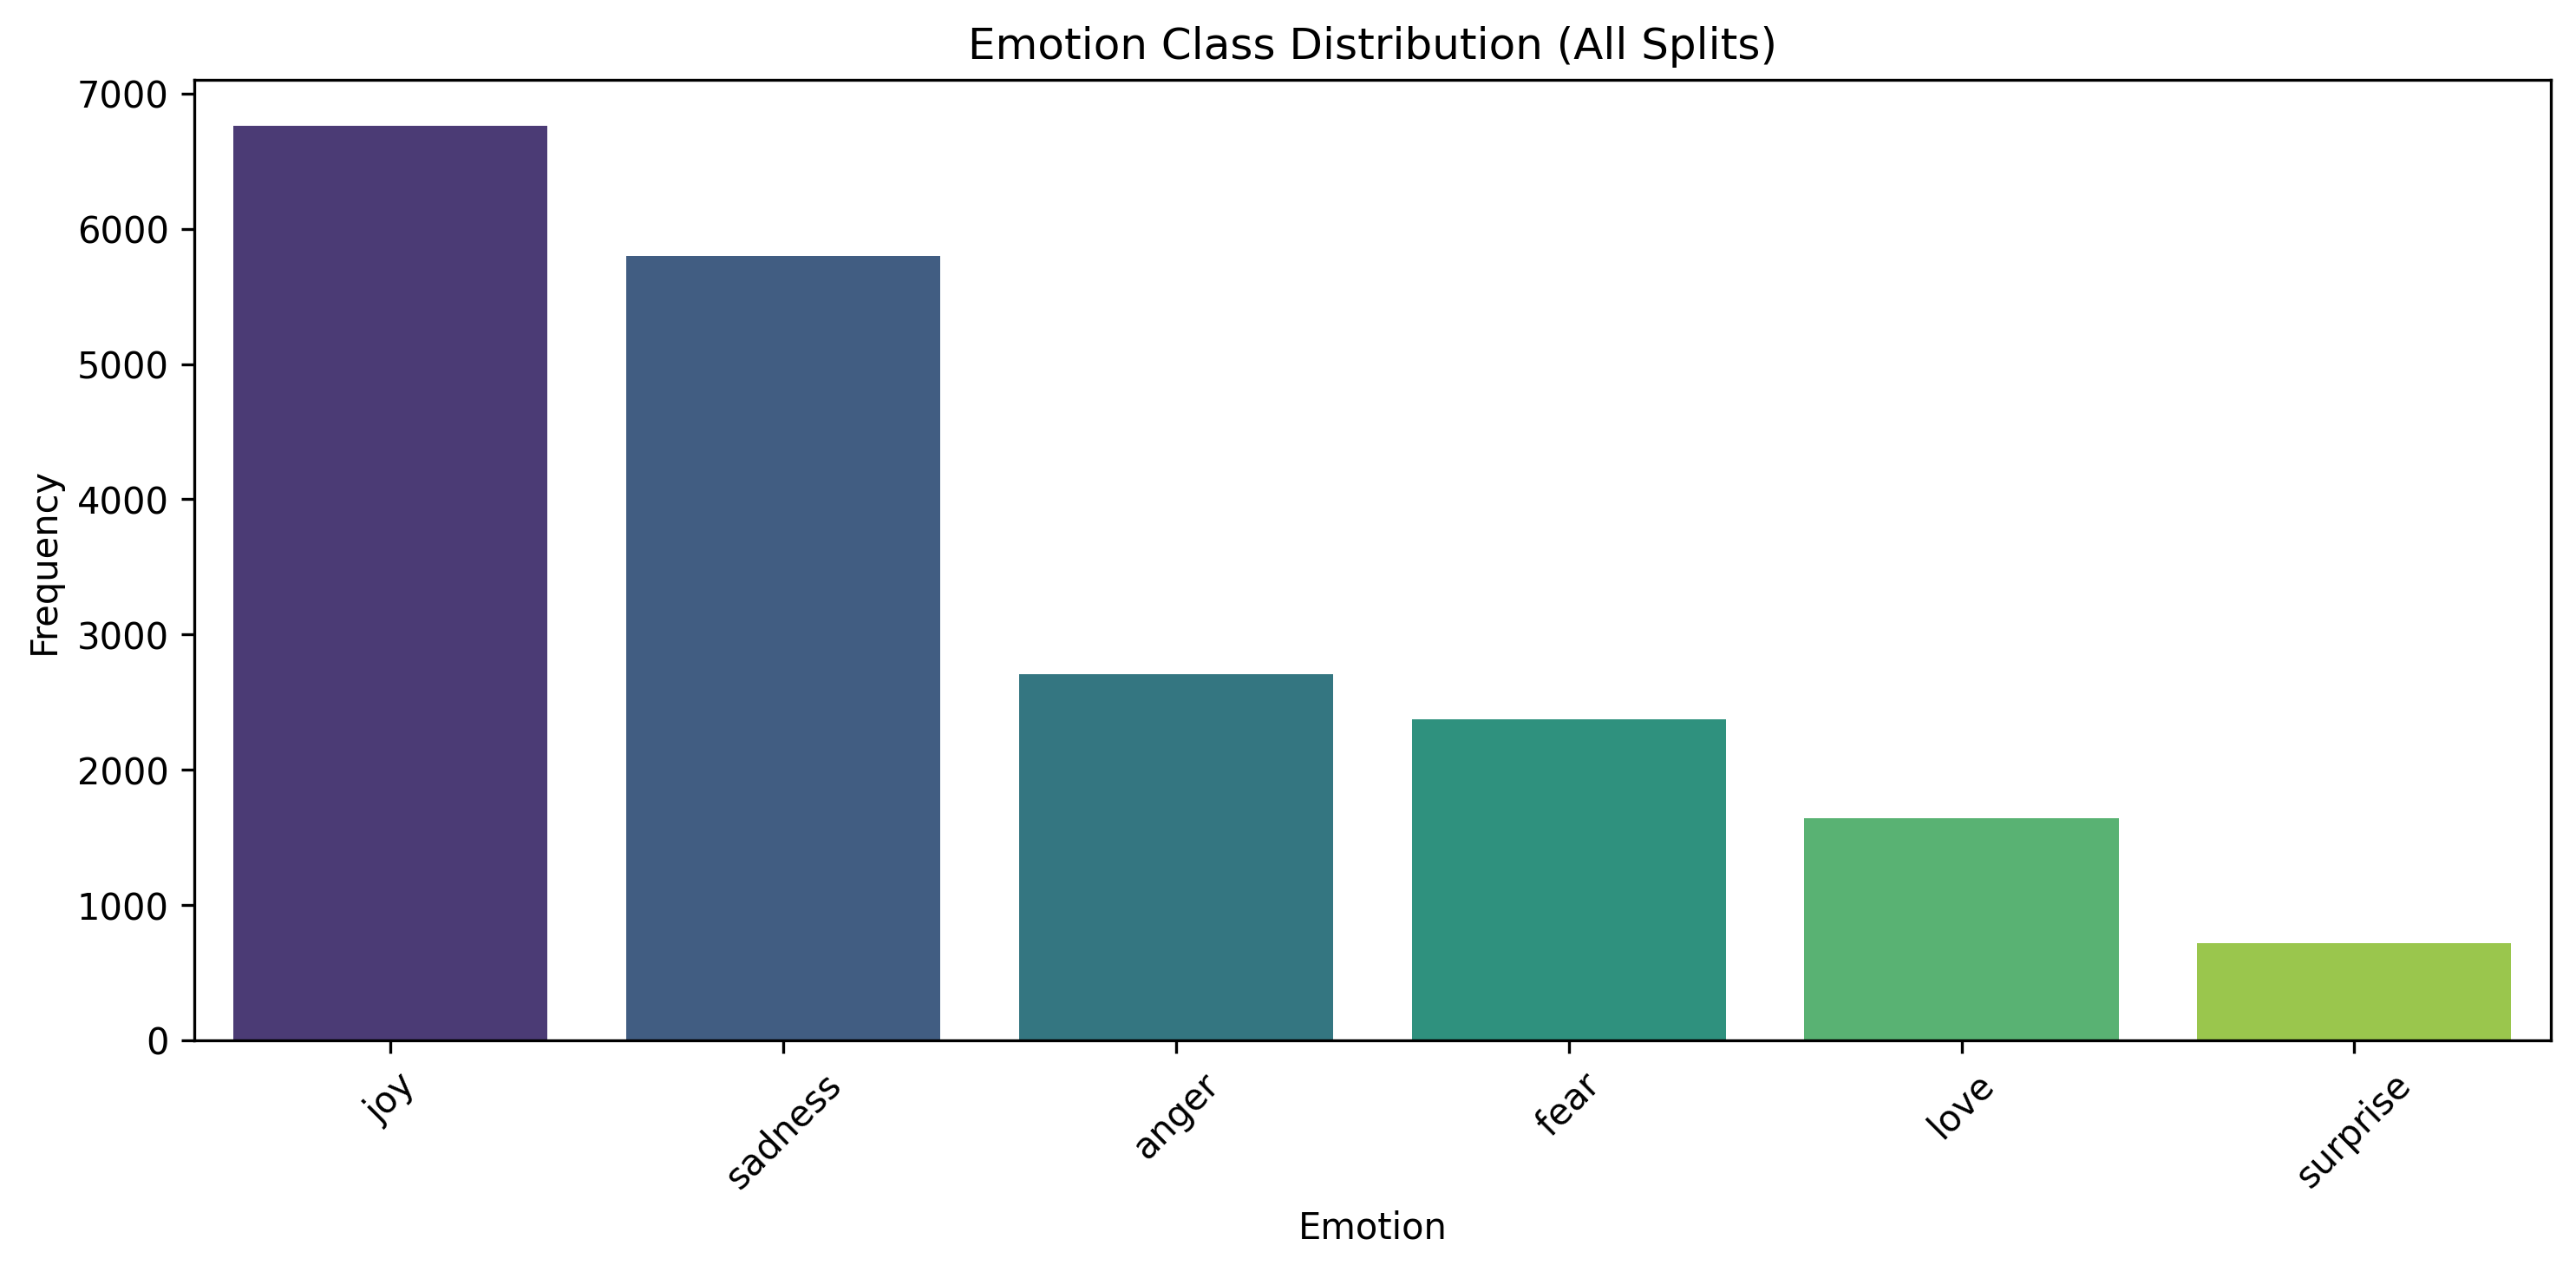 Emotion Class Distribution (All Splits)
Frequency
7000
6000
5000
4000
3000
2000
1000
0
joy
sadness
anger
fear
love
surprise
Emotion